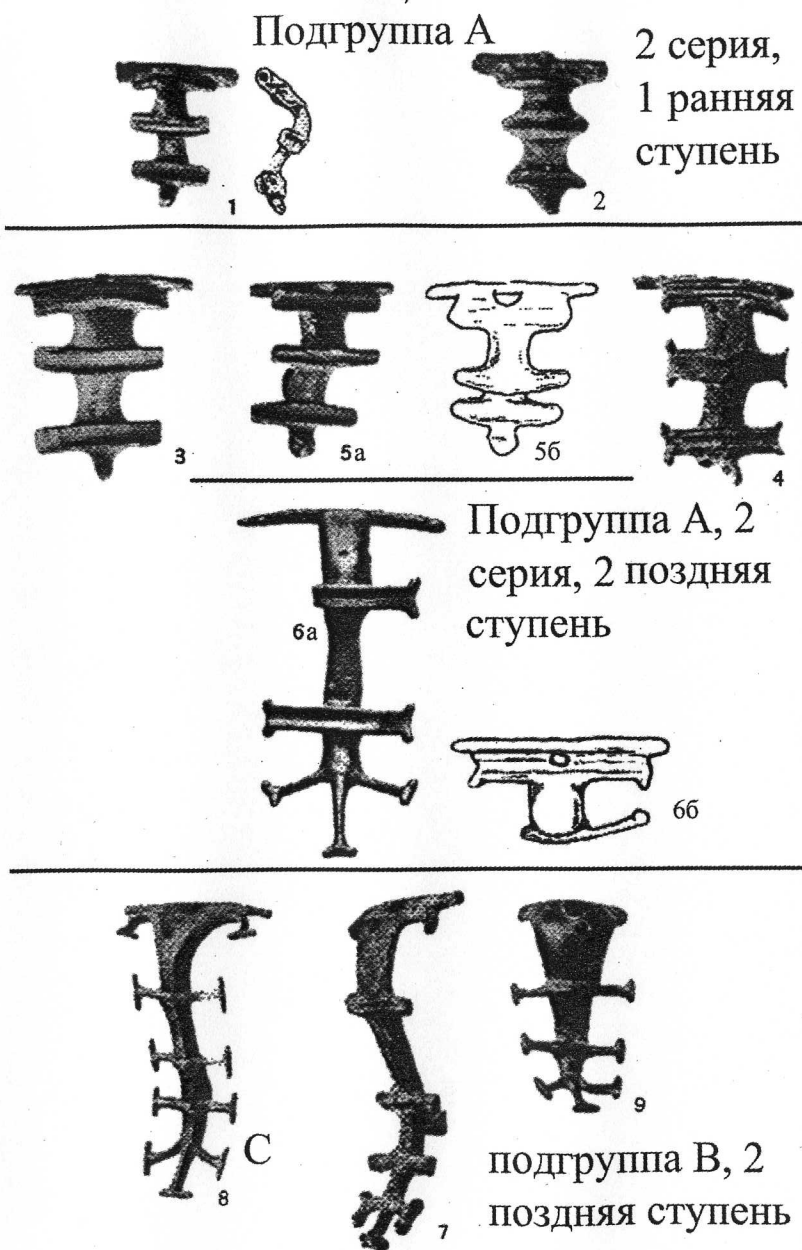 Подгруппа А
2 серия,
1 ранняя
ступень
1
2
3
5а
5б
4
Подгруппа А, 2
серия, 2 поздняя
ступень
6а
6б
С
8
7
9
подгруппа В, 2
поздняя ступень